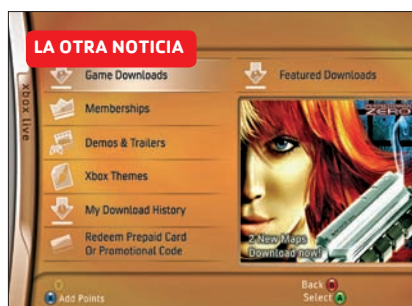 LA OTRA NOTICIA
xbox live
Game Downloads
Featured Downloads
Memberships
Demos & Trailers
Xbox Themes
My Download History
Redeem Prepaid Card
Or Promotional Code
ZERO
2 New Maps
Download now!
Y
X Add Points
Back B
Select A